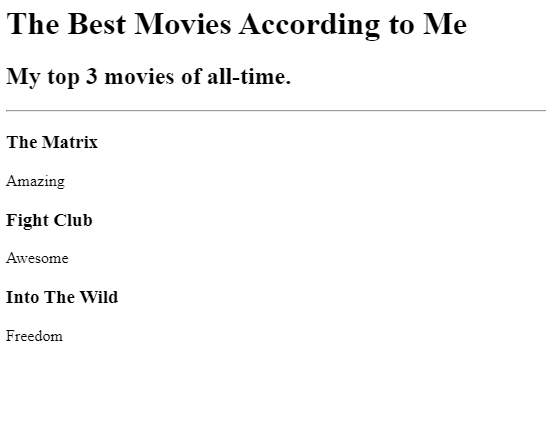 The Best Movies According to Me
My top 3 movies of all-time.
The Matrix
Amazing
Fight Club
Awesome
Into The Wild
Freedom